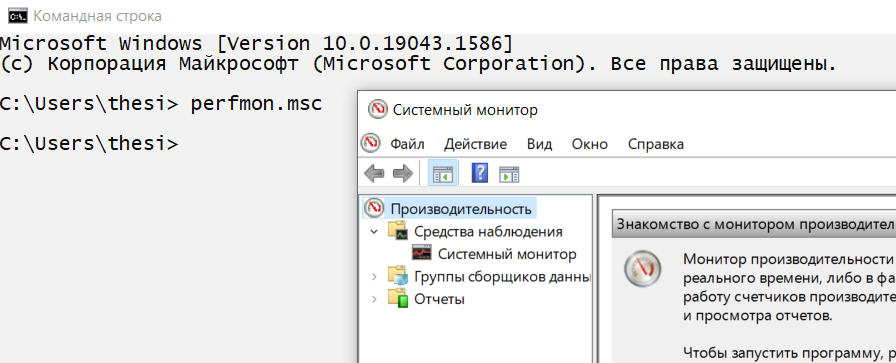 Командная строка
Microsoft Windows [Version 10.0.19043.1586]
(c) Корпорация Майкрософт (Microsoft Corporation). Все права защищены.
C:\Users\thesi> perfmon.msc
C:\Users\thesi>
Системный монитор
Файл Действие Вид Окно Справка
Производительность
Средства наблюдения
Системный монитор
Группы сборщиков данны
Отчеты
Знакомство с монитором производител
Монитор производительности
реального времени, либо в фа
работу счетчиков производите
и просмотра отчетов.
Чтобы запустить программу, р